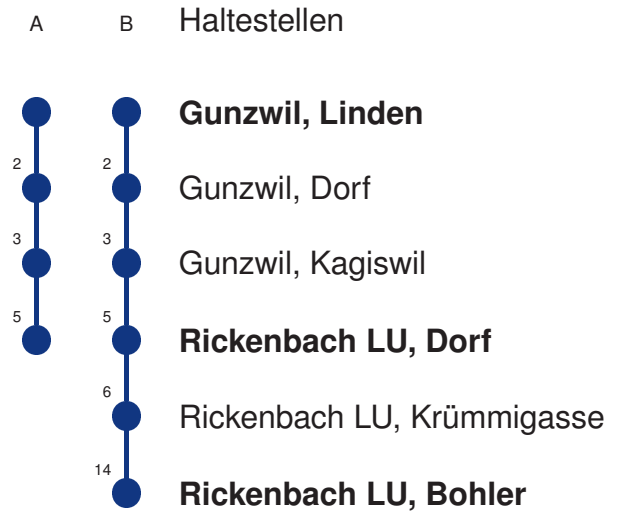 A B Haltestellen
Gunzwil, Linden
2 2 Gunzwil, Dorf
3 3 Gunzwil, Kagiswil
5 5 Rickenbach LU, Dorf
6 Rickenbach LU, Krümmigasse
14 Rickenbach LU, Bohler